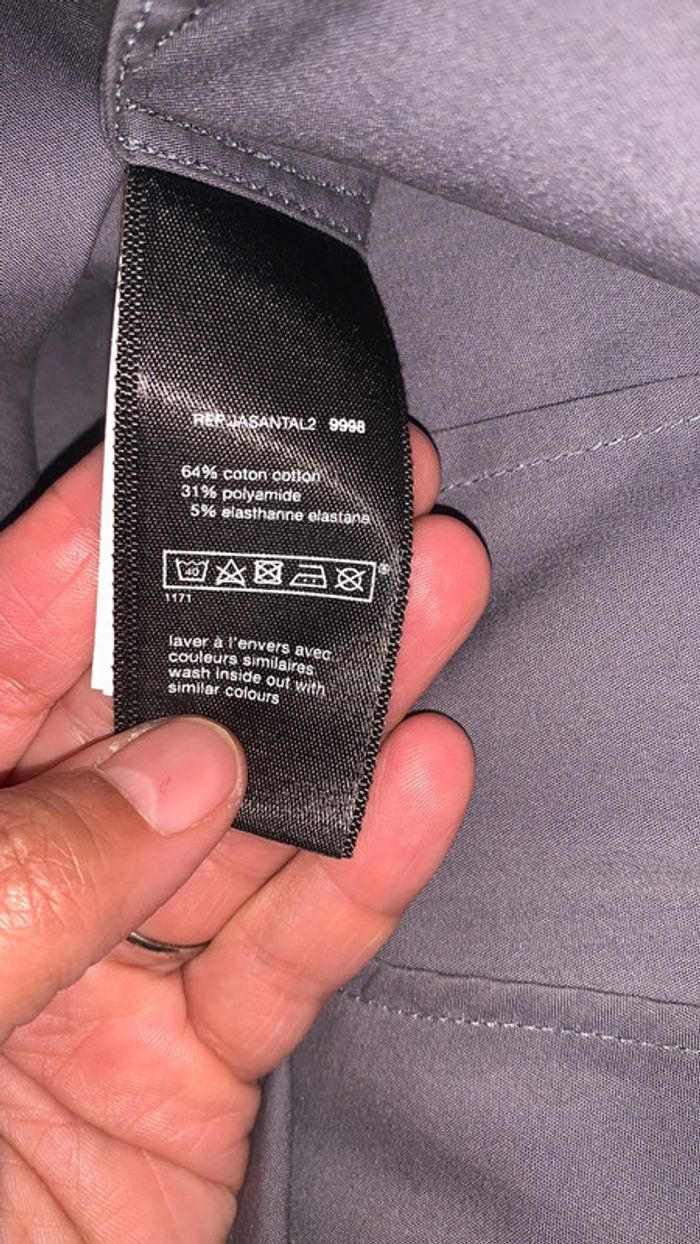 REF.JASANTAL2 9998
64% coton cotton
31% polyamide
5% elasthanne elastane
40
®
1171
laver à l'envers avec
couleurs similaires
wash inside out with
similar colours